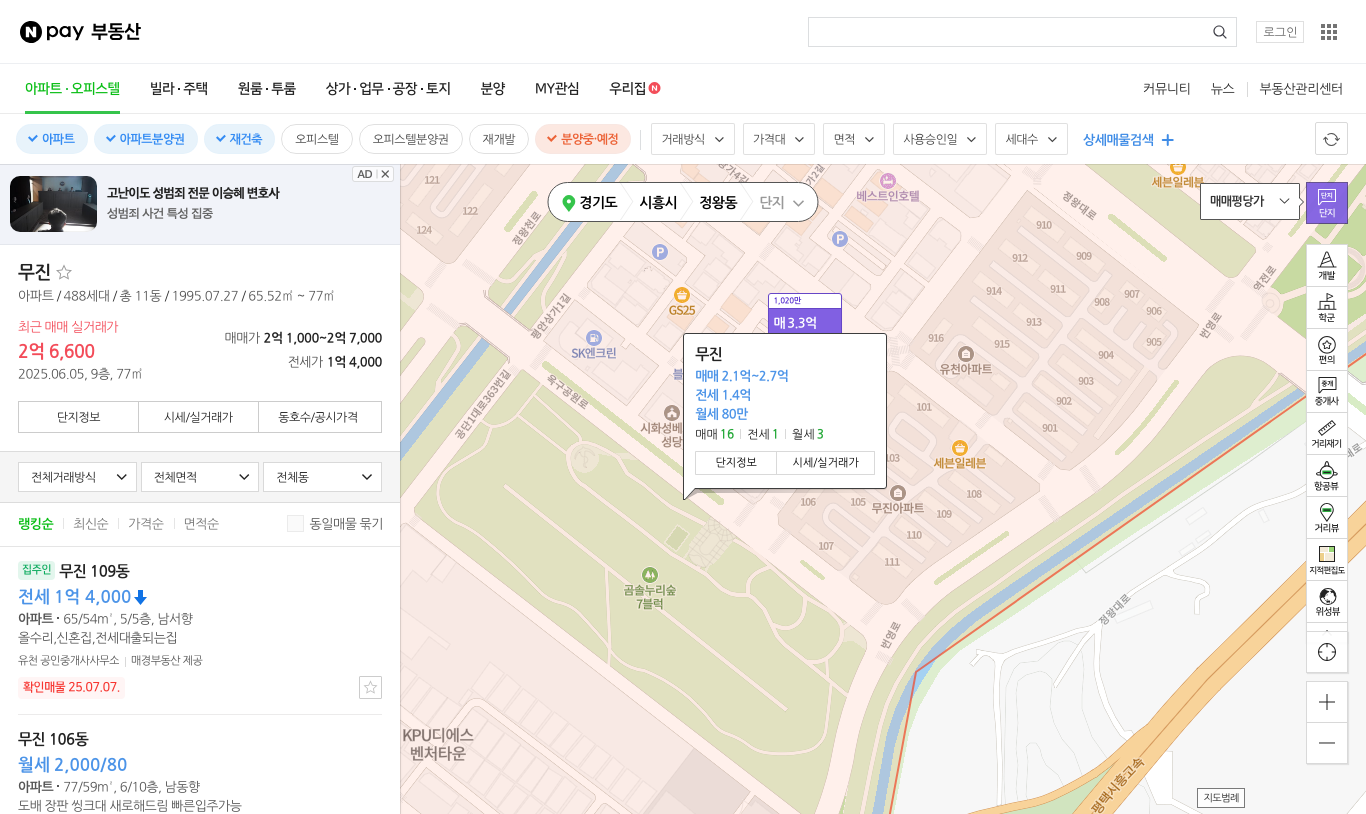 N pay 부동산
로그인
아파트·오피스텔 빌라·주택 원룸·투룸 상가·업무·공장·토지 분양 MY관심 우리집 N
커뮤니티 뉴스 부동산관리센터
아파트 아파트분양권 재건축 오피스텔 오피스텔분양권 재개발 분양중·예정 거래방식 가격대 면적 사용승인일 세대수 상세매물검색
AD
고난이도 성범죄 전문 이승혜 변호사
성범죄 사건 특성 집중
무진
아파트 / 488세대 / 총 11동 / 1995.07.27 / 65.52㎡ ~ 77㎡
최근 매매 실거래가
2억 6,600
2025.06.05, 9층, 77㎡
매매가 2억 1,000~2억 7,000
전세가 1억 4,000
단지정보 시세/실거래가 동호수/공시가격
전체거래방식 전체면적 전체동
랭킹순 최신순 가격순 면적순 동일매물 묶기
집주인 무진 109동
전세 1억 4,000
아파트 · 65/54m², 5/5층, 남서향
올수리,신혼집,전세대출되는집
유천 공인중개사사무소 매경부동산 제공
확인매물 25.07.07.
무진 106동
월세 2,000/80
아파트 · 77/59m², 6/10층, 남동향
도배 장판 씽크대 새로해드림 빠른입주가능
경기도 시흥시 정왕동 단지
매매평당가
단지
단지
개발
학군
편의
중개
중개사
거리재기
항공뷰
거리뷰
지적편집도
위성뷰
지도범례
121
122
124
정왕천로
베스트인호텔
세븐일레븐
정왕대로
역전로
P
P
910
909
912
911
914
913
908
907
906
916
915
905
904
903
902
901
번영로
GS25
평안상가1길
SK엔크린
옥구공원로
공단1대로363번길
시화성베
성당
1,020만
매 3.3억
무진
매매 2.1억~2.7억
전세 1.4억
월세 80만
매매 16 전세 1 월세 3
단지정보 시세/실거래가
유천아파트
101
103
세븐일레븐
무진아파트
105
106
107
108
109
110
111
곰솔누리숲
7블럭
번영로
정왕대로
KPU디에스
벤처타운
평택시흥고속